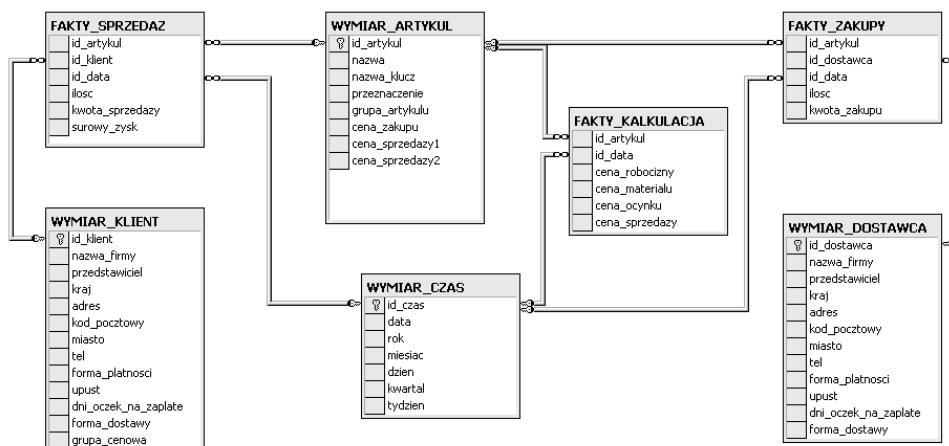 FAKTY_SPRZEDAZ
id_artykul
id_klient
id_data
ilosc
kwota_sprzedazy
surowy_zysk
WYMIAR_ARTYKUL
id_artykul
nazwa
nazwa_klucz
przeznaczenie
grupa_artykulu
cena_zakupu
cena_sprzedazy1
cena_sprzedazy2
FAKTY_ZAKUPY
id_artykul
id_dostawca
id_data
ilosc
kwota_zakupu
FAKTY_KALKULACJA
id_artykul
id_data
cena_robocizny
cena_materialu
cena_ocynku
cena_sprzedazy
WYMIAR_KLIENT
id_klient
nazwa_firmy
przedstawiciel
kraj
adres
kod_pocztowy
miasto
tel
forma_platnosci
upust
dni_oczek_na_zaplate
forma_dostawy
grupa_cenowa
WYMIAR_CZAS
id_czas
data
rok
miesiac
dzien
kwartal
tydzien
WYMIAR_DOSTAWCA
id_dostawca
nazwa_firmy
przedstawiciel
kraj
adres
kod_pocztowy
miasto
tel
forma_platnosci
upust
dni_oczek_na_zaplate
forma_dostawy